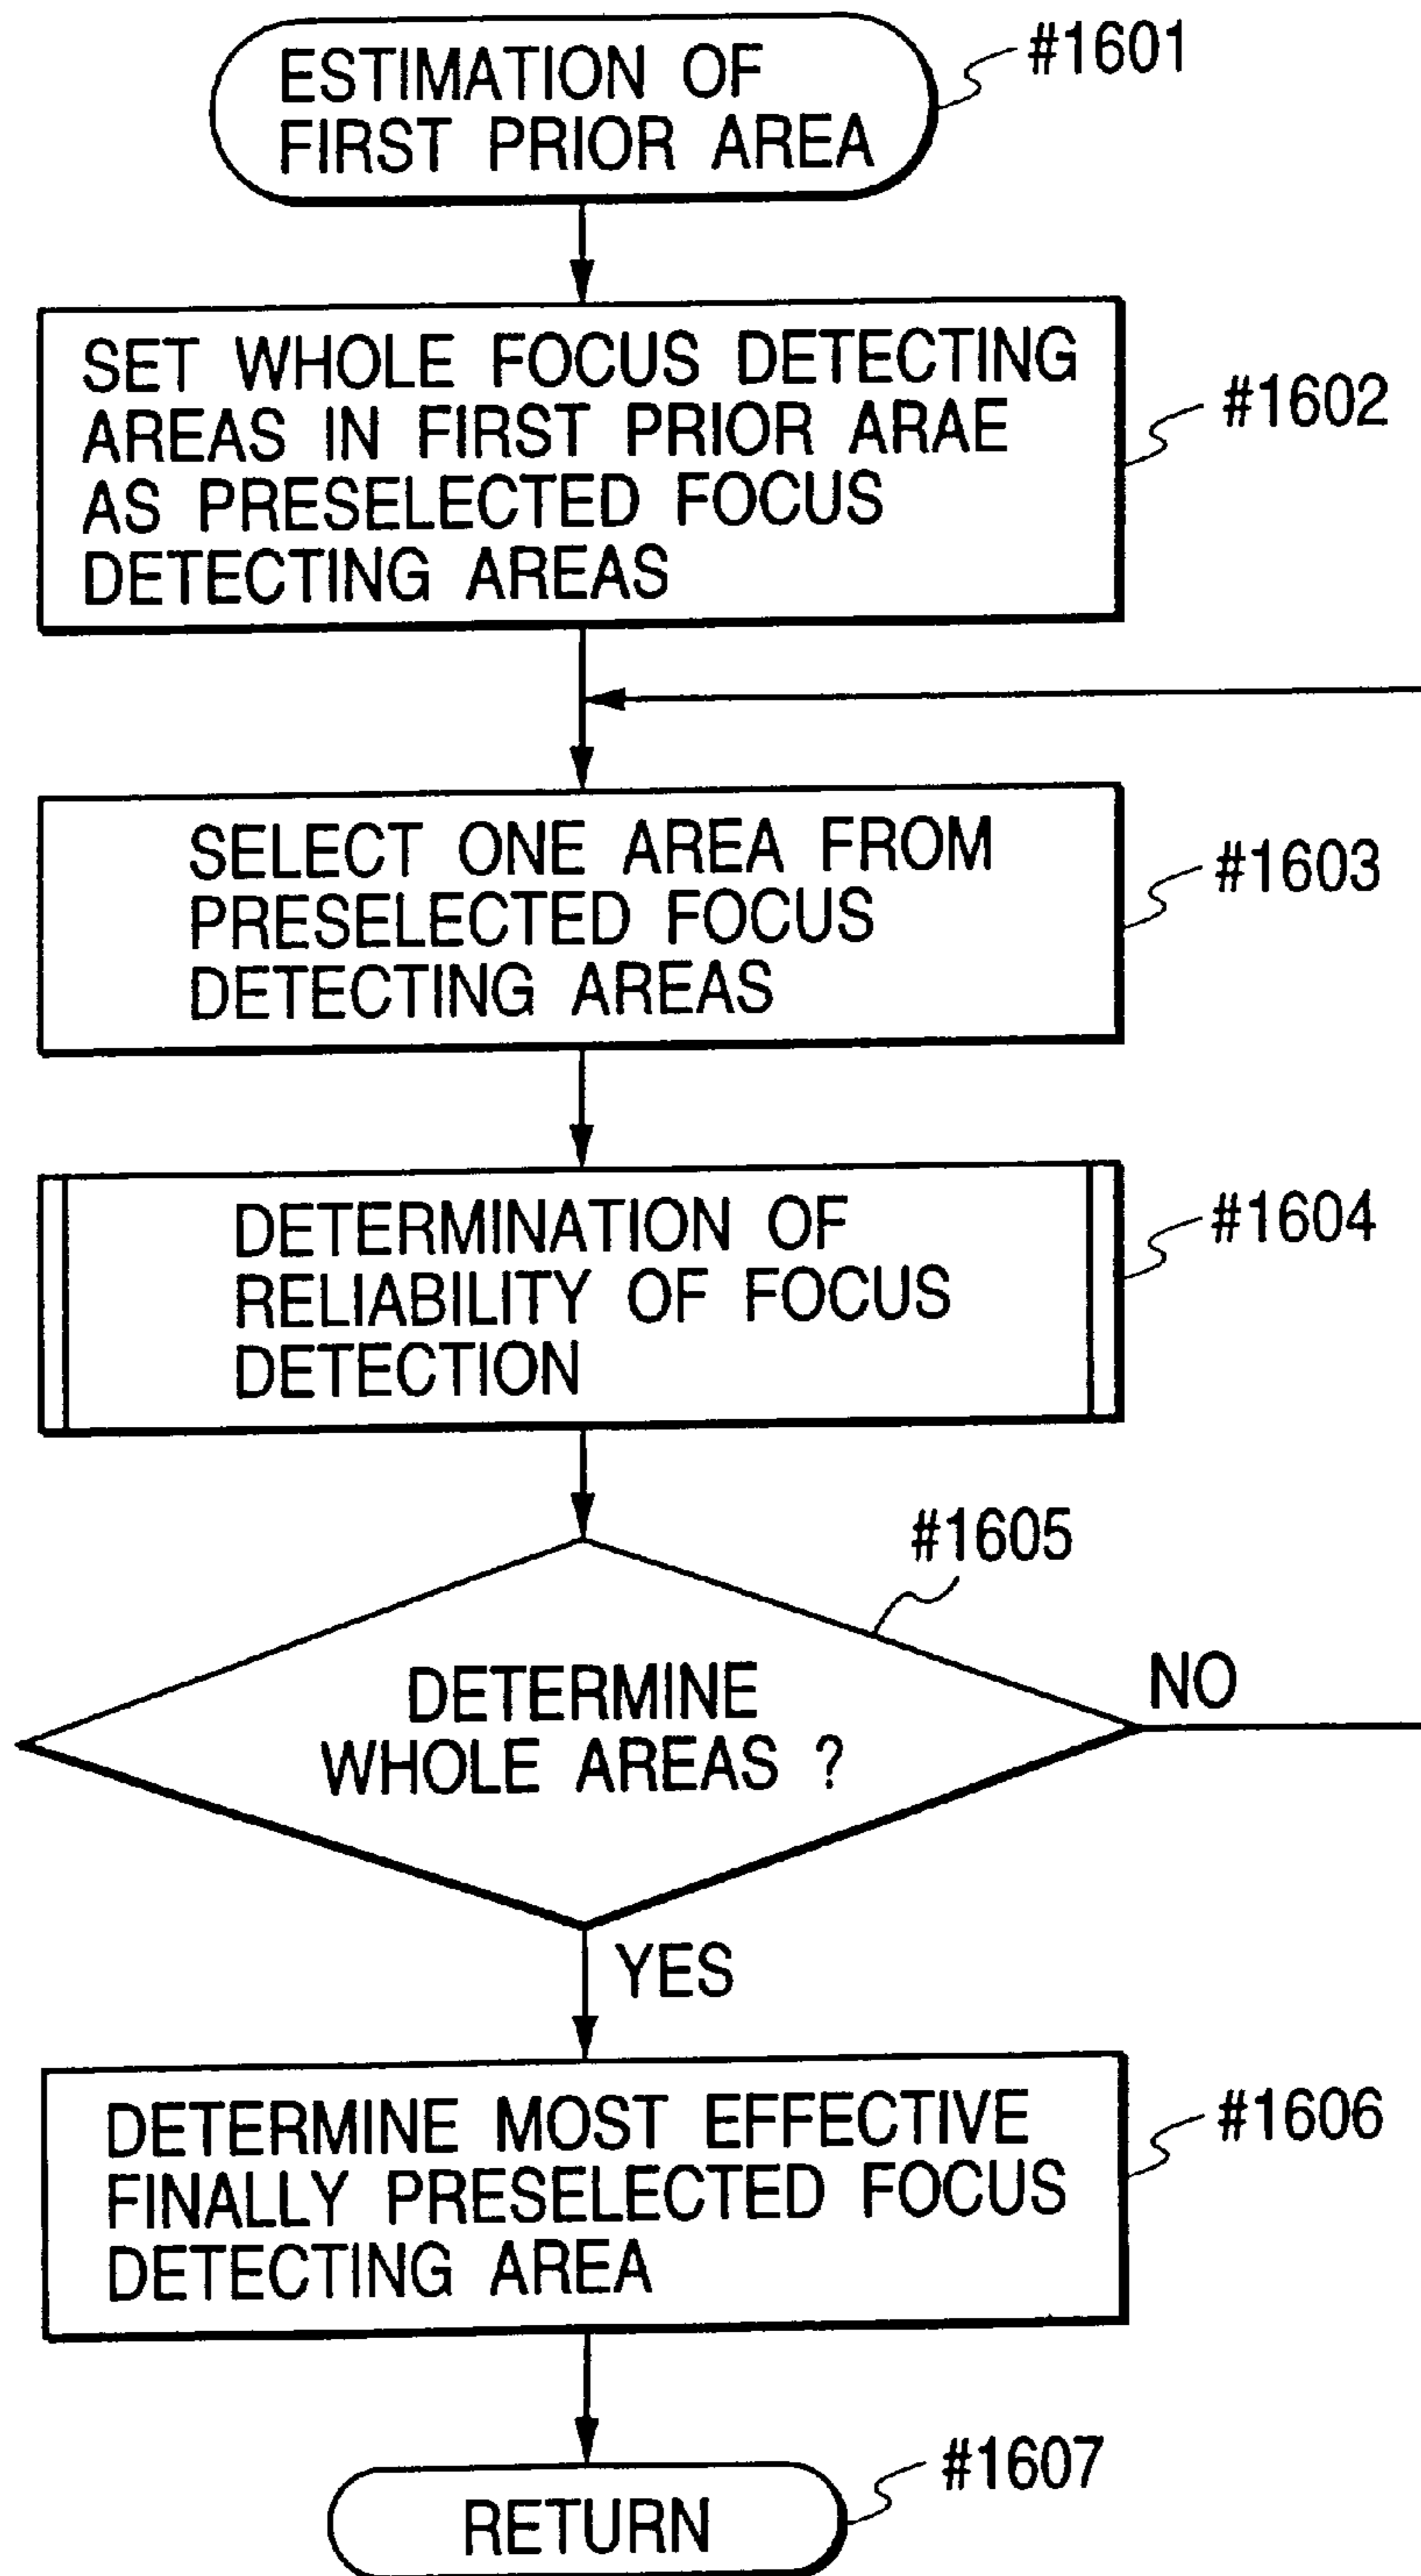 ESTIMATION OF
FIRST PRIOR AREA
#1601
SET WHOLE FOCUS DETECTING
AREAS IN FIRST PRIOR ARAE
AS PRESELECTED FOCUS
DETECTING AREAS
#1602
SELECT ONE AREA FROM
PRESELECTED FOCUS
DETECTING AREAS
#1603
DETERMINATION OF
RELIABILITY OF FOCUS
DETECTION
#1604
#1605
DETERMINE
WHOLE AREAS ?
NO
YES
DETERMINE MOST EFFECTIVE
FINALLY PRESELECTED FOCUS
DETECTING AREA
#1606
#1607
RETURN